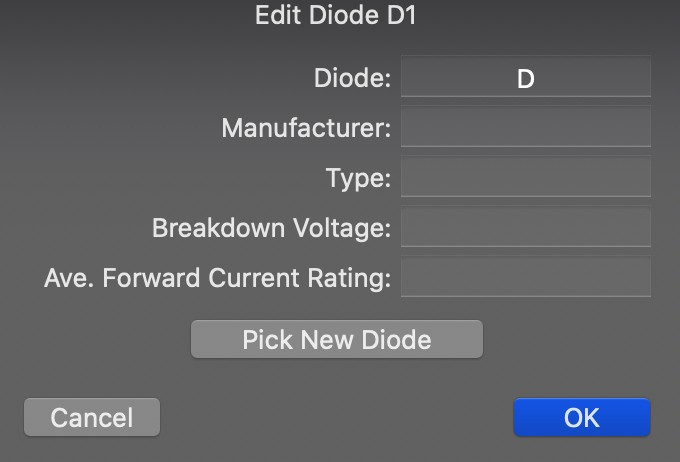 Edit Diode D1
Diode: D
Manufacturer:
Type:
Breakdown Voltage:
Ave. Forward Current Rating:
Pick New Diode
Cancel OK